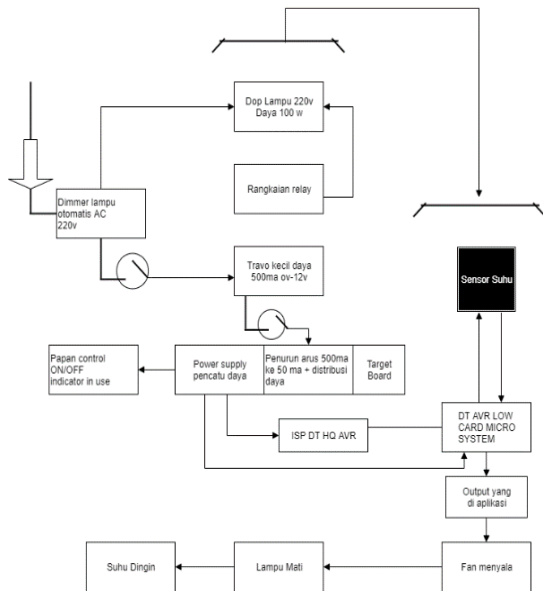 Dop Lampu 220v
Daya 100 w
Rangkaian relay
Dimmer lampu
otomatis AC
220v
Travo kecil daya
500ma ov-12v
Sensor Suhu
Papan control
ON/OFF
indicator in use
Power supply
pencatu daya
Penurun arus 500ma
ke 50 ma + distribusi
daya
Target
Board
ISP DT HQ AVR
DT AVR LOW
CARD MICRO
SYSTEM
Output yang
di aplikasi
Suhu Dingin
Lampu Mati
Fan menyala